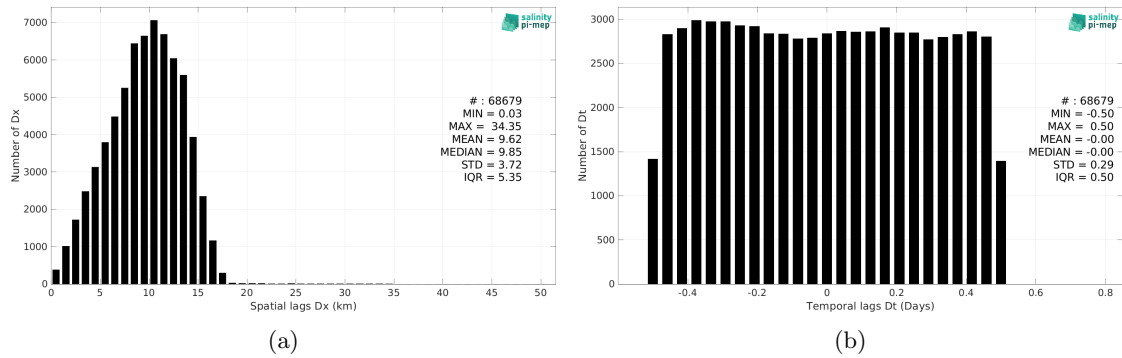 7000
6000
5000
4000
3000
2000
1000
0
Number of Dx
salinity
pi-mep
# : 68679
MIN = 0.03
MAX = 34.35
MEAN = 9.62
MEDIAN = 9.85
STD = 3.72
IQR = 5.35
0 5 10 15 20 25 30 35 40 45 50
Spatial lags Dx (km)
(a)
3000
2500
2000
1500
1000
500
0
Number of Dt
salinity
pi-mep
# : 68679
MIN = -0.50
MAX = 0.50
MEAN = -0.00
MEDIAN = -0.00
STD = 0.29
IQR = 0.50
-0.4 -0.2 0 0.2 0.4 0.6 0.8
Temporal lags Dt (Days)
(b)